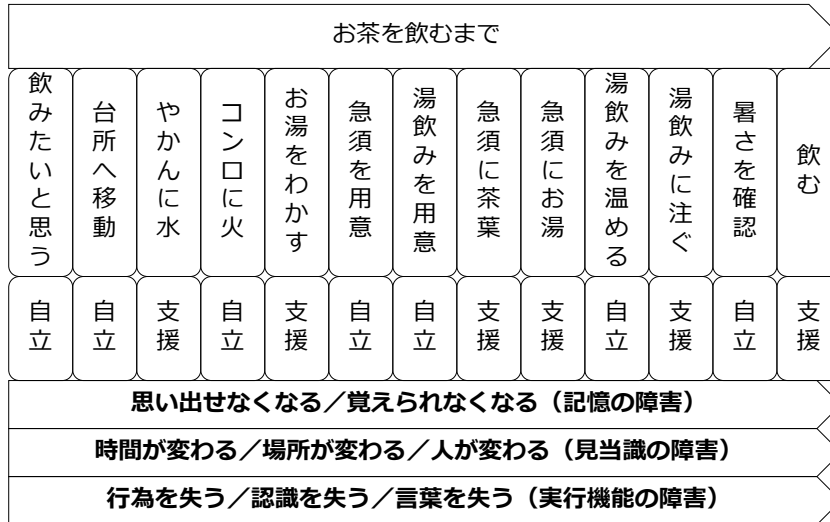 お茶を飲むまで
飲みたいと思う
台所へ移動
やかんに水
コンロに火
お湯をわかす
急須を用意
湯飲みを用意
急須に茶葉
急須にお湯
湯飲みを温める
湯飲みに注ぐ
暑さを確認
飲む
自立
自立
支援
自立
支援
自立
自立
支援
支援
自立
支援
自立
支援
思い出せなくなる／覚えられなくなる（記憶の障害）
時間が変わる／場所が変わる／人が変わる（見当識の障害）
行為を失う／認識を失う／言葉を失う（実行機能の障害）